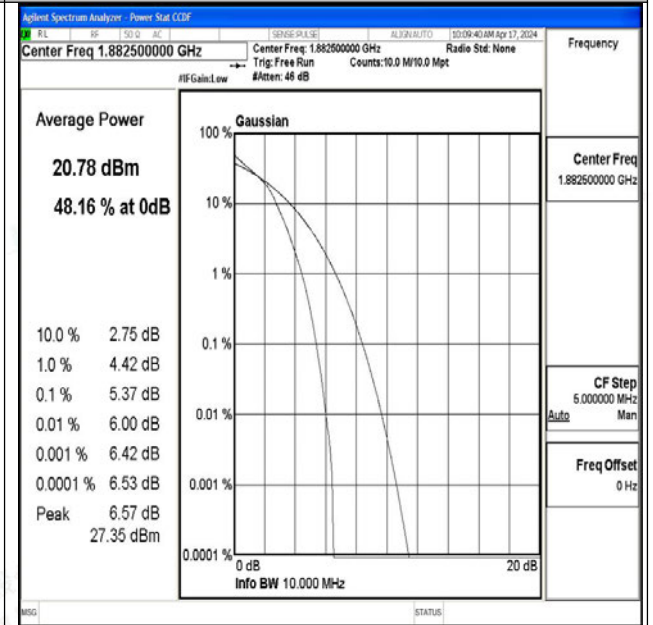 Agilent Spectrum Analyzer - Power Stat CCDF
RL RF 50 Ω AC SENSE:PULSE ALIGN AUTO 10:09:40 AM Apr 17, 2024
Center Freq 1.882500000 GHz
Center Freq: 1.882500000 GHz Radio Std: None
Trig: Free Run Counts:10.0 M/10.0 Mpt
#IFGain:Low #Atten: 46 dB
Frequency
Average Power
20.78 dBm
48.16 % at 0dB
10.0 % 2.75 dB
1.0 % 4.42 dB
0.1 % 5.37 dB
0.01 % 6.00 dB
0.001 % 6.42 dB
0.0001 % 6.53 dB
Peak 6.57 dB
27.35 dBm
Gaussian
100 %
10 %
1 %
0.1 %
0.01 %
0.001 %
0.0001 %
0 dB 20 dB
Info BW 10.000 MHz
Center Freq
1.882500000 GHz
CF Step
5.000000 MHz
Auto Man
Freq Offset
0 Hz
MSG STATUS